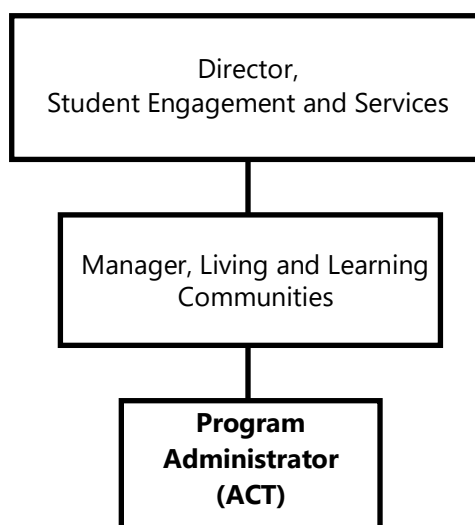 Director,
Student Engagement and Services
Manager, Living and Learning
Communities
Program
Administrator
(ACT)